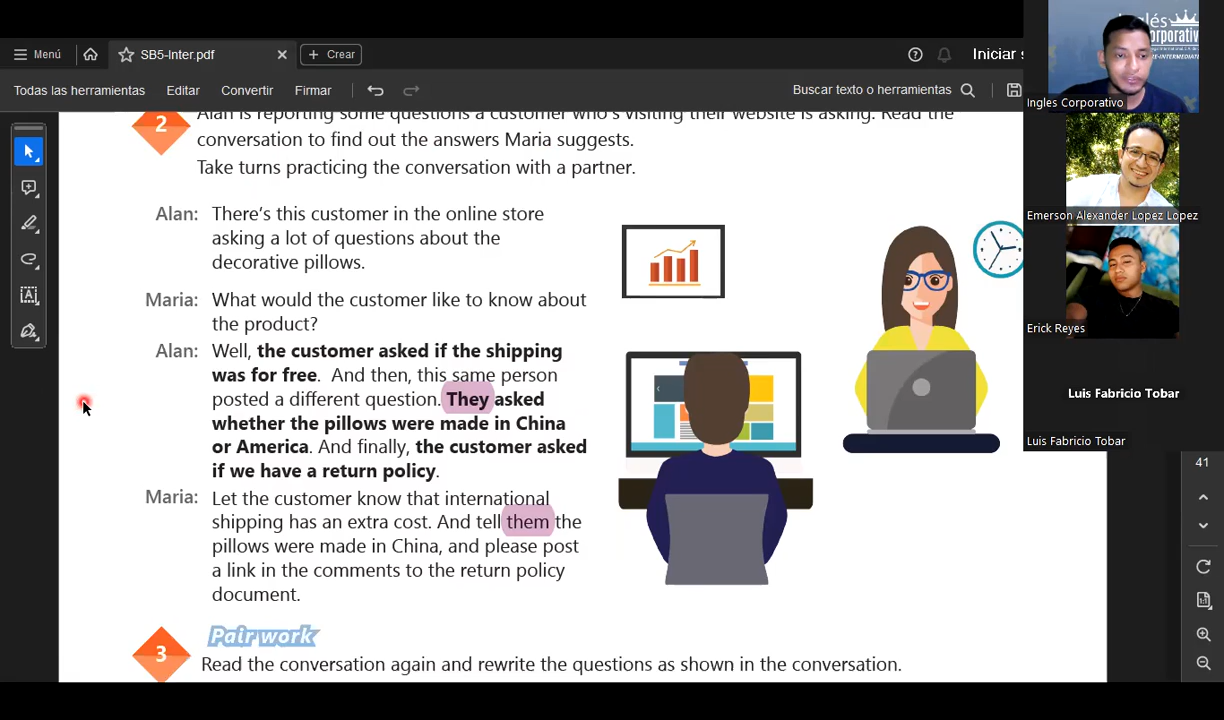 Inglés
Corporativo
RE-INTERMEDIATE
Menú
SB5-Inter.pdf
Crear
Iniciar s
Todas las herramientas
Editar
Convertir
Firmar
Buscar texto o herramientas
Ingles Corporativo
2
Alan is reporting some questions a customer who's visiting their website is asking. Read the
conversation to find out the answers Maria suggests.
Take turns practicing the conversation with a partner.
Alan: There's this customer in the online store
asking a lot of questions about the
decorative pillows.
Maria: What would the customer like to know about
the product?
Alan: Well, the customer asked if the shipping
was for free. And then, this same person
posted a different question. They asked
whether the pillows were made in China
or America. And finally, the customer asked
if we have a return policy.
Maria: Let the customer know that international
shipping has an extra cost. And tell them the
pillows were made in China, and please post
a link in the comments to the return policy
document.
Emerson Alexander Lopez Lopez
Erick Reyes
Luis Fabricio Tobar
Luis Fabricio Tobar
41
Pair work
3
Read the conversation again and rewrite the questions as shown in the conversation.